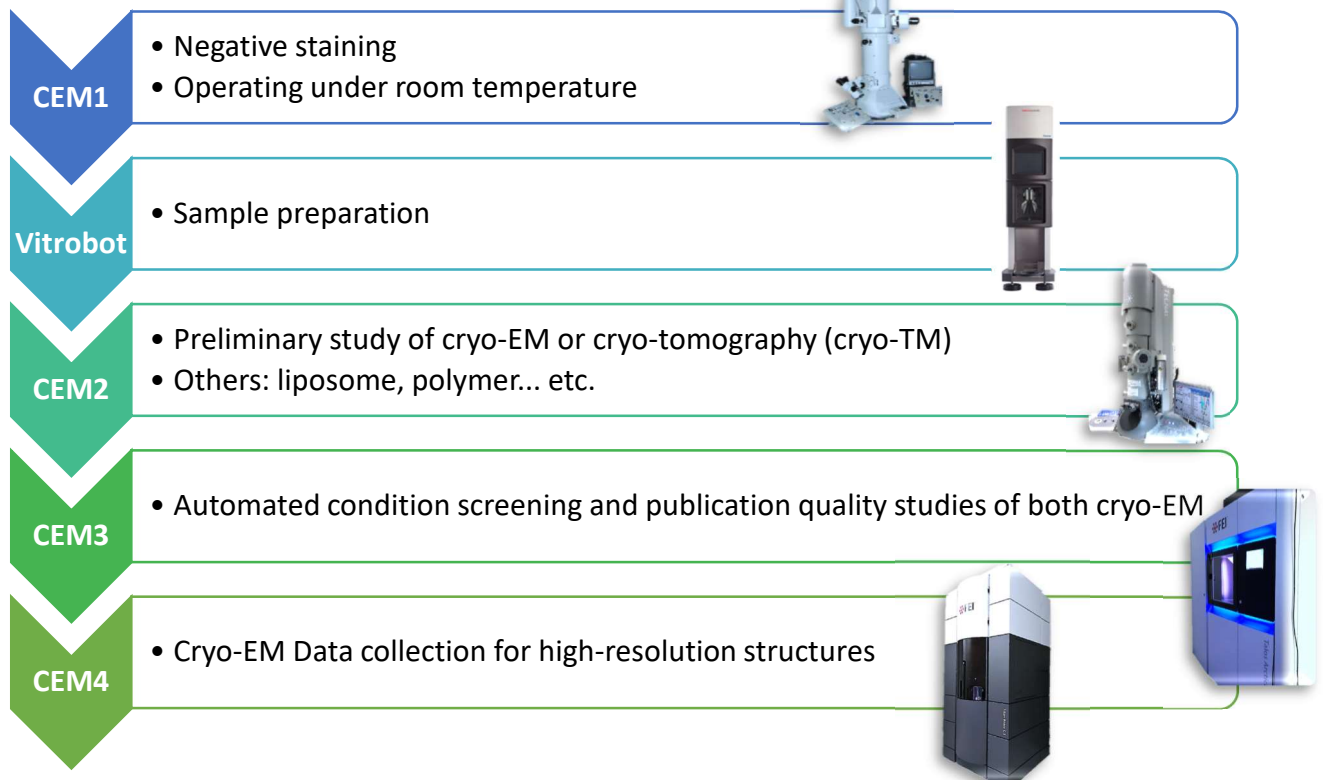 CEM1
• Negative staining
• Operating under room temperature
Vitrobot
• Sample preparation
CEM2
• Preliminary study of cryo-EM or cryo-tomography (cryo-TM)
• Others: liposome, polymer... etc.
CEM3
• Automated condition screening and publication quality studies of both cryo-EM
FEI
CEM4
• Cryo-EM Data collection for high-resolution structures
FEI